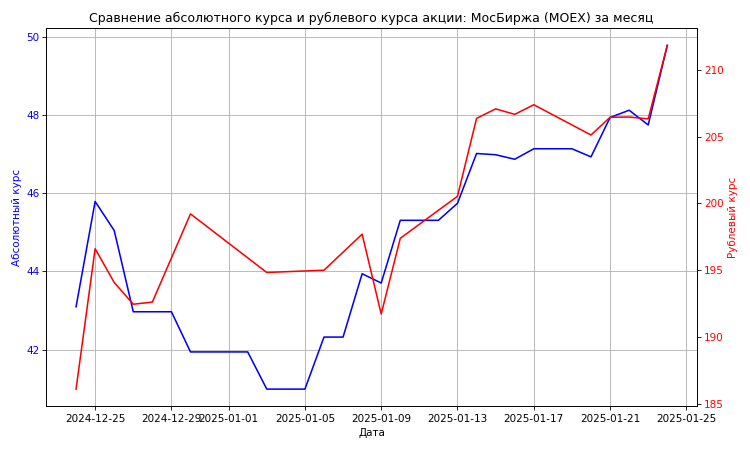 Сравнение абсолютного курса и рублевого курса акции: МосБиржа (MOEX) за месяц
50
48
46
44
42
Абсолютный курс
210
205
200
195
190
185
Рублевый курс
2024-12-25 2024-12-29 2025-01-01 2025-01-05 2025-01-09 2025-01-13 2025-01-17 2025-01-21 2025-01-25
Дата